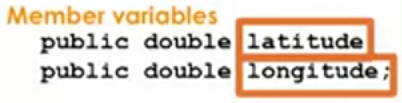 Member variables
public double latitude
public double longitude;